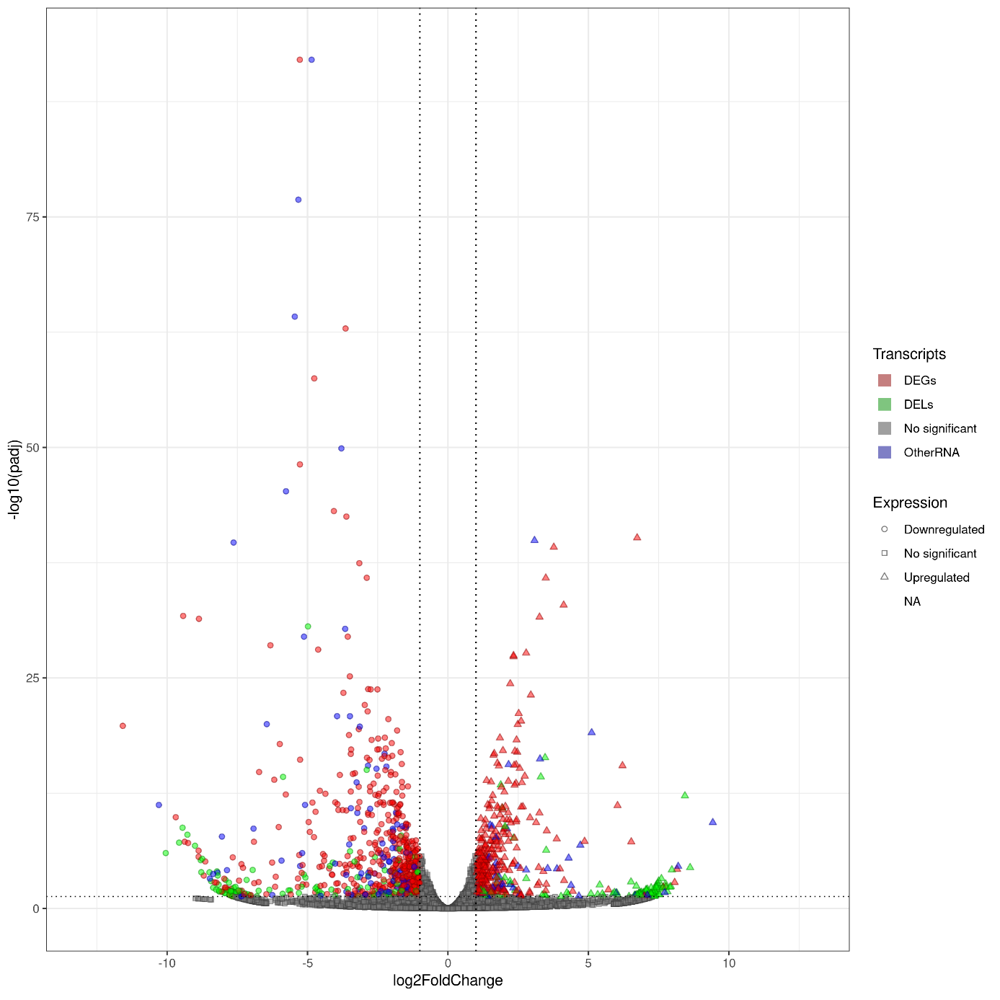 75
50
25
0
-10
-5
0
5
10
log2FoldChange
-log10(padj)
Transcripts
DEGs
DELs
No significant
OtherRNA
Expression
Downregulated
No significant
Upregulated
NA